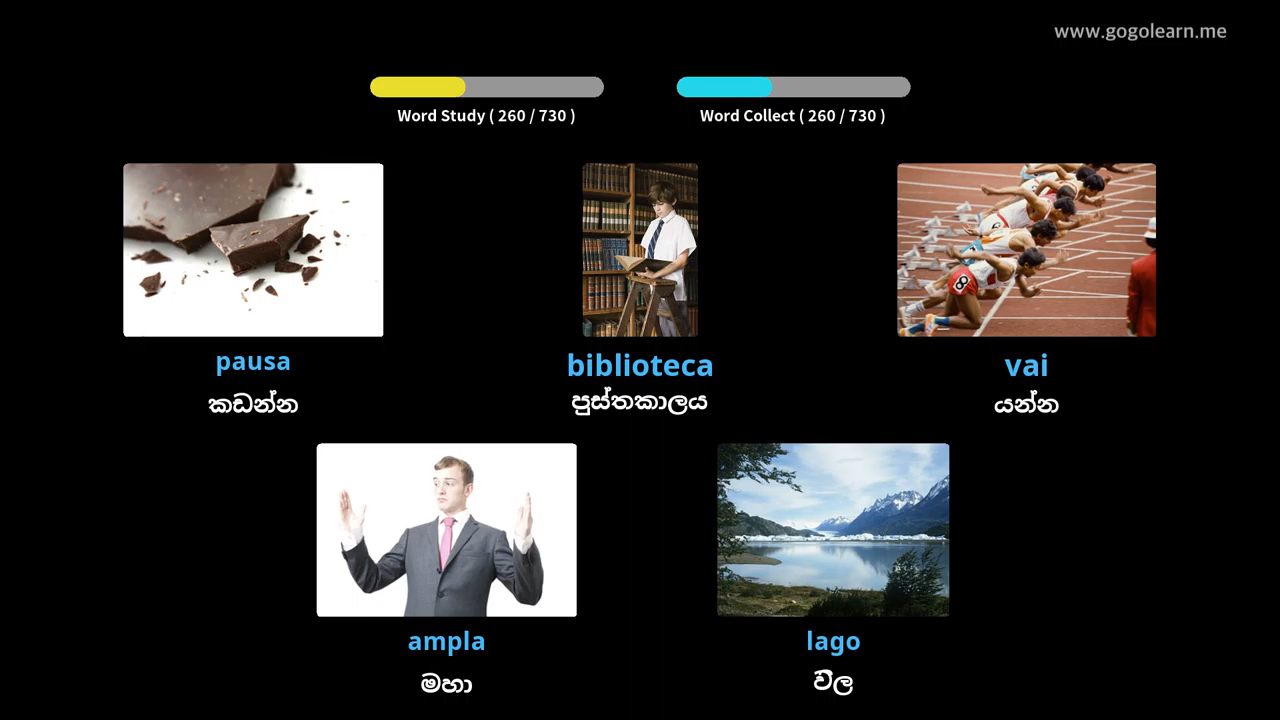 www.gogolearn.me
Word Study ( 260 / 730 )
Word Collect ( 260 / 730 )
pausa
කඩන්න
biblioteca
පුස්තකාලය
vai
යන්න
ampla
මහා
lago
විල